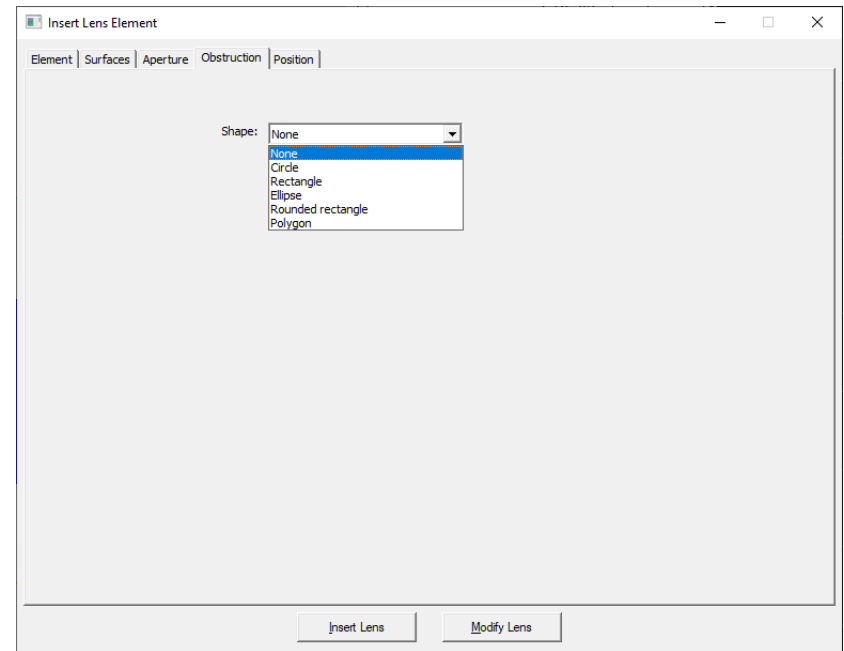 Insert Lens Element
Element Surfaces Aperture Obstruction Position
Shape: None
None
Circle
Rectangle
Ellipse
Rounded rectangle
Polygon
Insert Lens Modify Lens